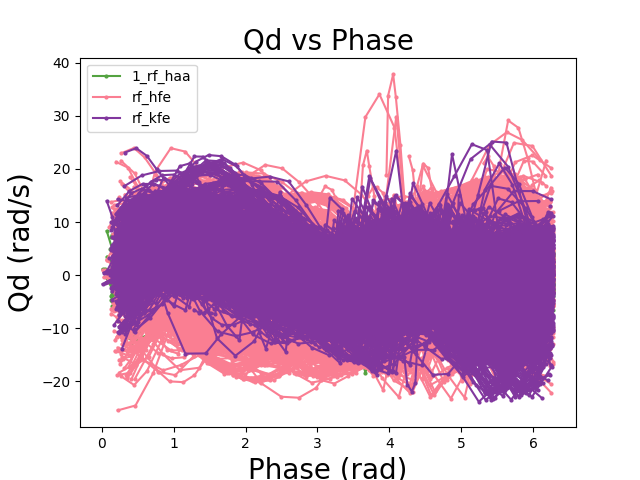 Qd vs Phase
40
30
20
10
0
−10
−20
Qd (rad/s)
1_rf_haa
rf_hfe
rf_kfe
0 1 2 3 4 5 6
Phase (rad)